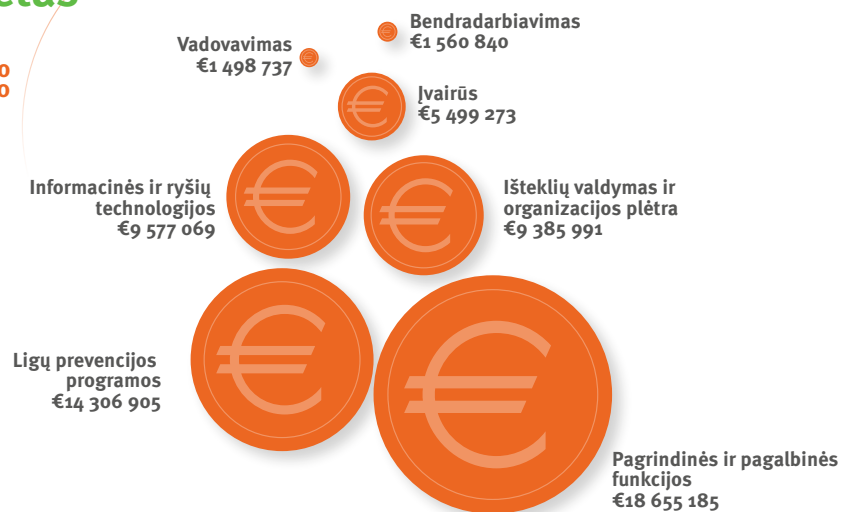 Bendradarbiavimas
€1 560 840
Vadovavimas
€1 498 737
Įvairūs
€5 499 273
Informacinės ir ryšių
technologijos
€9 577 069
Išteklių valdymas ir
organizacijos plėtra
€9 385 991
Ligų prevencijos
programos
€14 306 905
Pagrindinės ir pagalbinės
funkcijos
€18 655 185